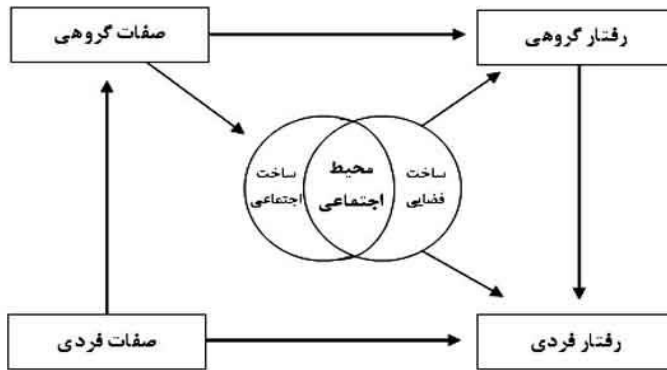 رفتار گروهی
صفات گروهی
ساخت
فضایی
محیط
اجتماعی
ساخت
اجتماعی
رفتار فردی
صفات فردی